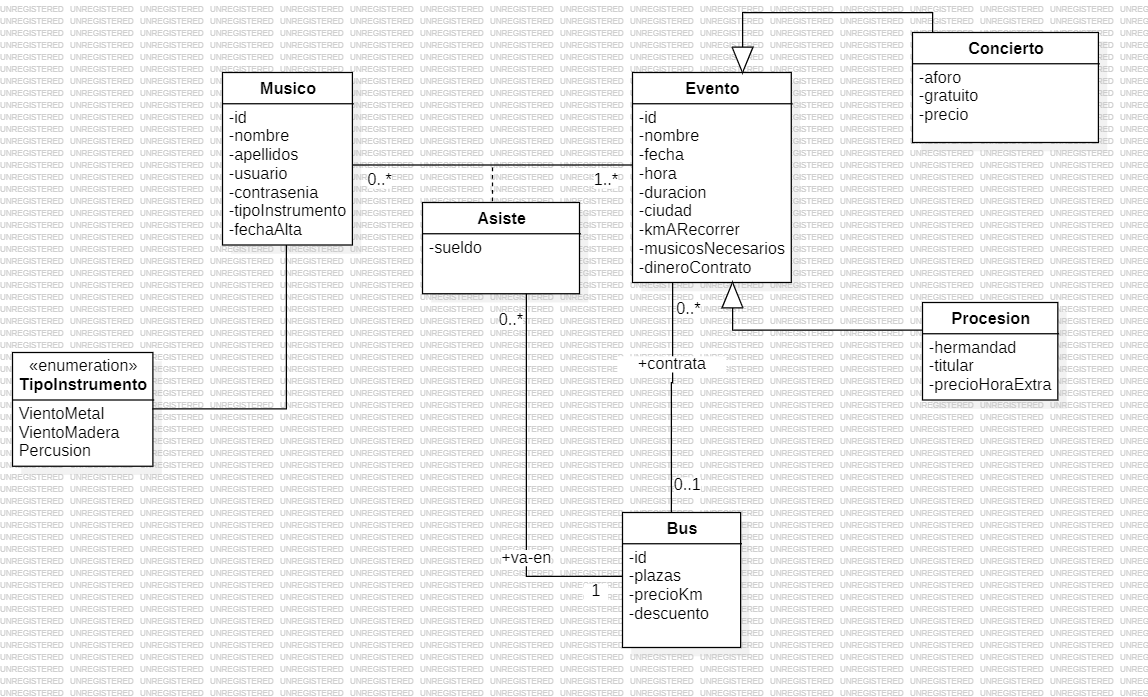 Concierto
-aforo
-gratuito
-precio
Musico
-id
-nombre
-apellidos
-usuario
-contrasenia
-tipoInstrumento
-fechaAlta
Evento
-id
-nombre
-fecha
-hora
-duracion
-ciudad
-kmARecorrer
-musicosNecesarios
-dineroContrato
0..*
1..*
Asiste
-sueldo
0..*
0..*
+contrata
Procesion
-hermandad
-titular
-precioHoraExtra
«enumeration»
TipoInstrumento
VientoMetal
VientoMadera
Percusion
0..1
Bus
-id
-plazas
-precioKm
-descuento
+va-en
1
UNREGISTERED